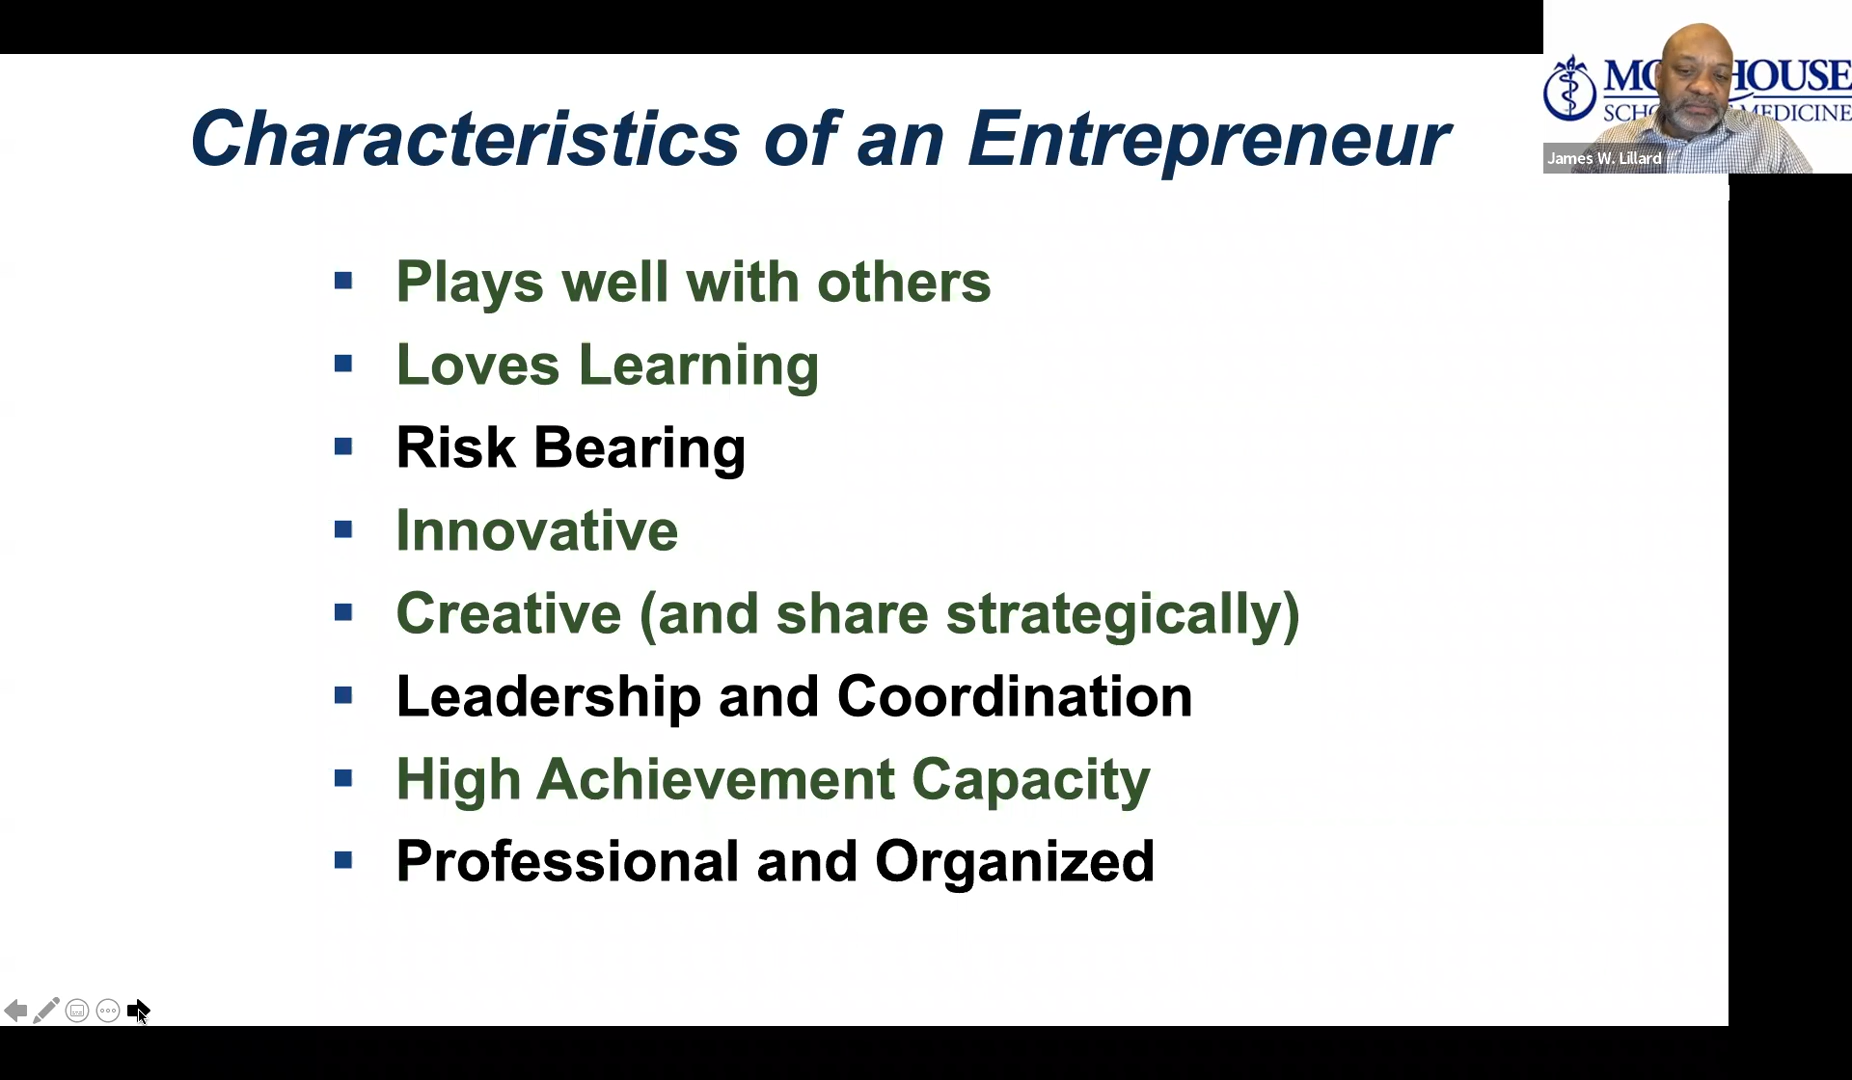 Characteristics of an Entrepreneur
Plays well with others
Loves Learning
Risk Bearing
Innovative
Creative (and share strategically)
Leadership and Coordination
High Achievement Capacity
Professional and Organized
MEDICINE
James W. Lillard